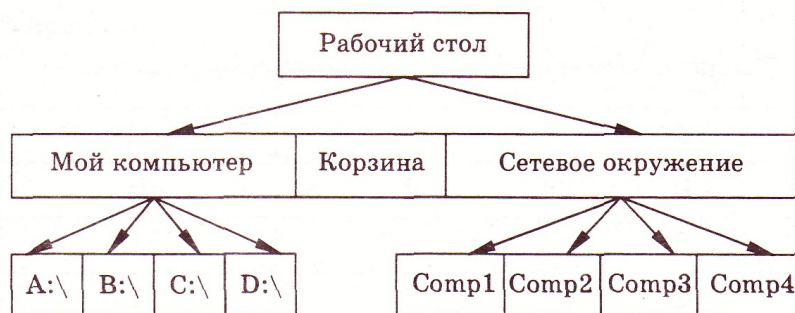 Рабочий стол
Мой компьютер Корзина Сетевое окружение
A:\ B:\ C:\ D:\ Comp1 Comp2 Comp3 Comp4